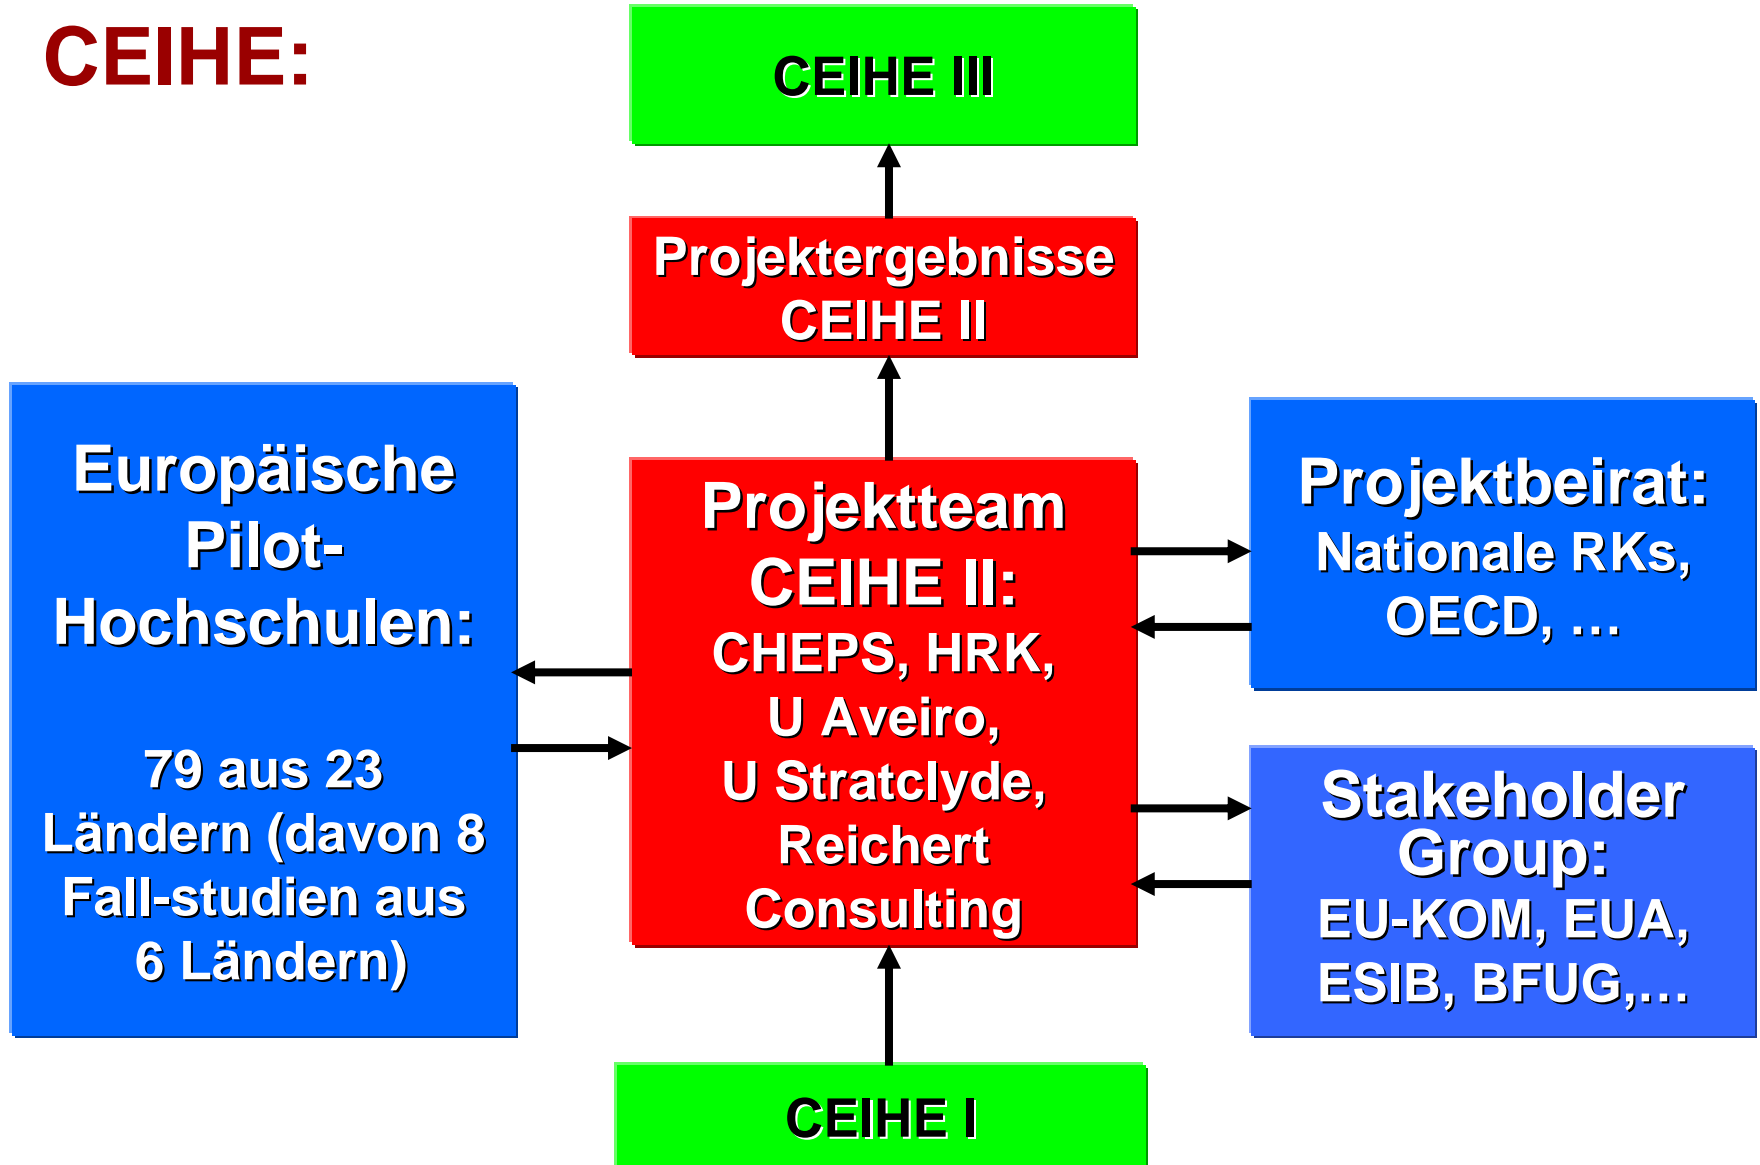 CEIHE:
CEIHE III
Projektergebnisse
CEIHE II
Europäische
Pilot-
Hochschulen:
79 aus 23
Ländern (davon 8
Fall-studien aus
6 Ländern)
Projektteam
CEIHE II:
CHEPS, HRK,
U Aveiro,
U Stratclyde,
Reichert
Consulting
Projektbeirat:
Nationale RKs,
OECD, …
Stakeholder
Group:
EU-KOM, EUA,
ESIB, BFUG,…
CEIHE I